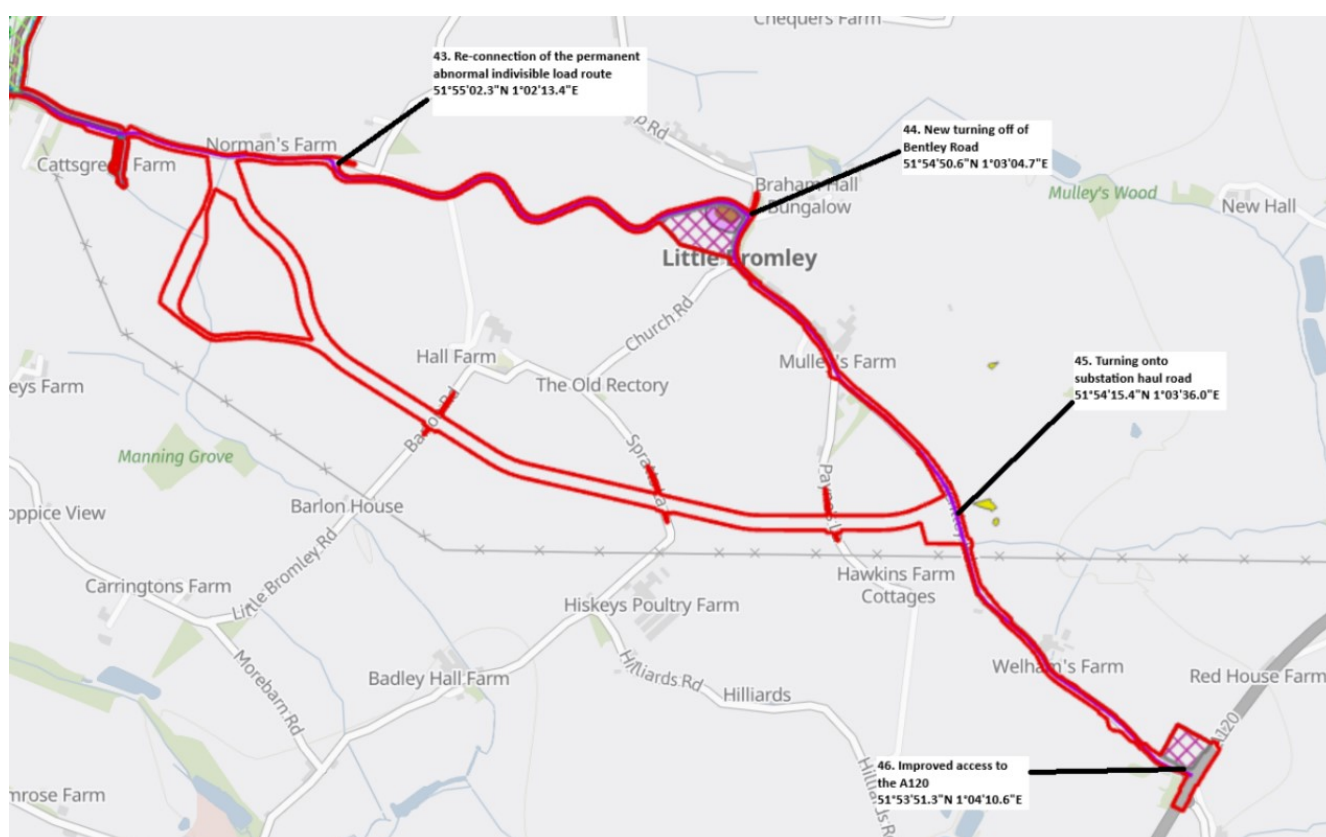 Chequers Farm
43. Re-connection of the permanent
abnormal indivisible load route
51°55'02.3"N 1°02'13.4"E
44. New turning off of
Bentley Road
51°54'50.6"N 1°03'04.7"E
p Rd
Norman's Farm
Cattsgre Farm
Braham Hall
Bungalow
Mulley's Wood
New Hall
Little Bromley
Church Rd
Hall Farm
The Old Rectory
Mulley's Farm
45. Turning onto
substation haul road
51°54'15.4"N 1°03'36.0"E
eys Farm
Manning Grove
Barlon House
oppice View
Carringtons Farm
Little Bromley Rd
Hiskeys Poultry Farm
Hawkins Farm
Cottages
Welham's Farm
Red House Farm
Morebarn Rd
Badley Hall Farm
Hilliards Rd
Hilliards
A120
46. Improved access to
the A120
51°53'51.3"N 1°04'10.6"E
mrose Farm